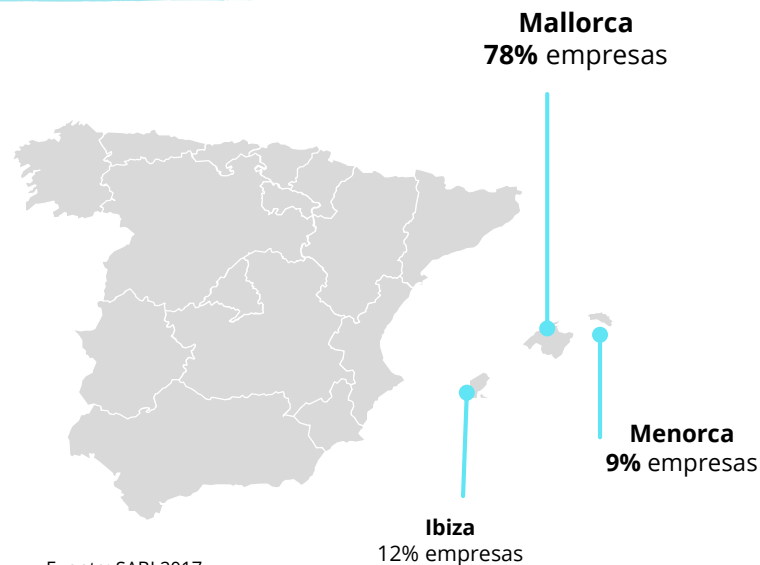 Mallorca
78% empresas
Menorca
9% empresas
Ibiza
12% empresas